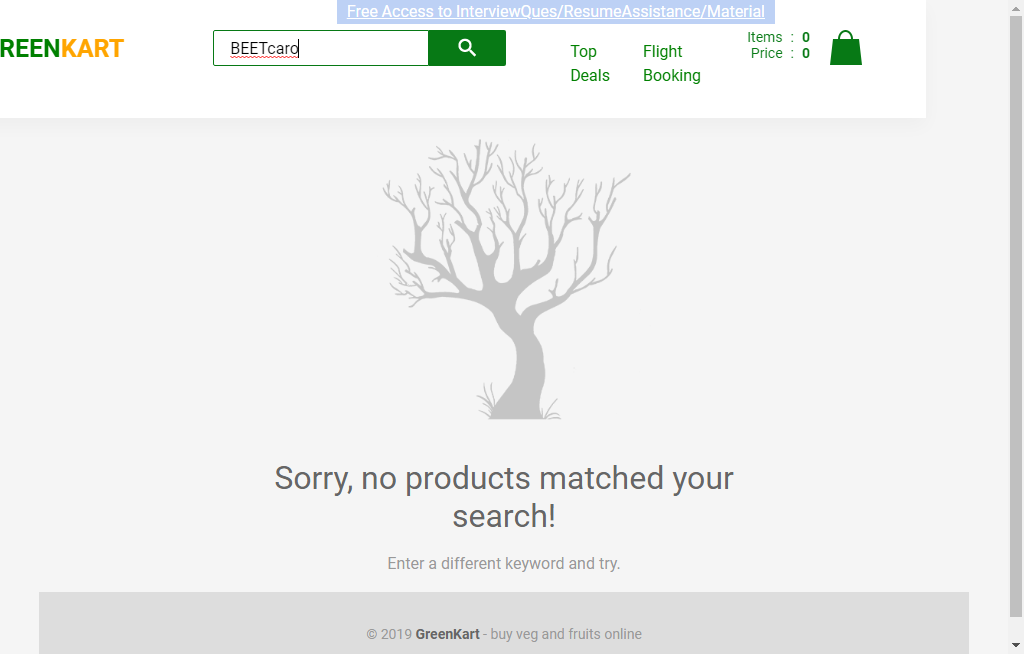 Free Access to InterviewQues/ResumeAssistance/Material
REENKART
BEETcaro
Top Deals
Flight Booking
Items : 0
Price : 0
Sorry, no products matched your
search!
Enter a different keyword and try.
© 2019 GreenKart - buy veg and fruits online